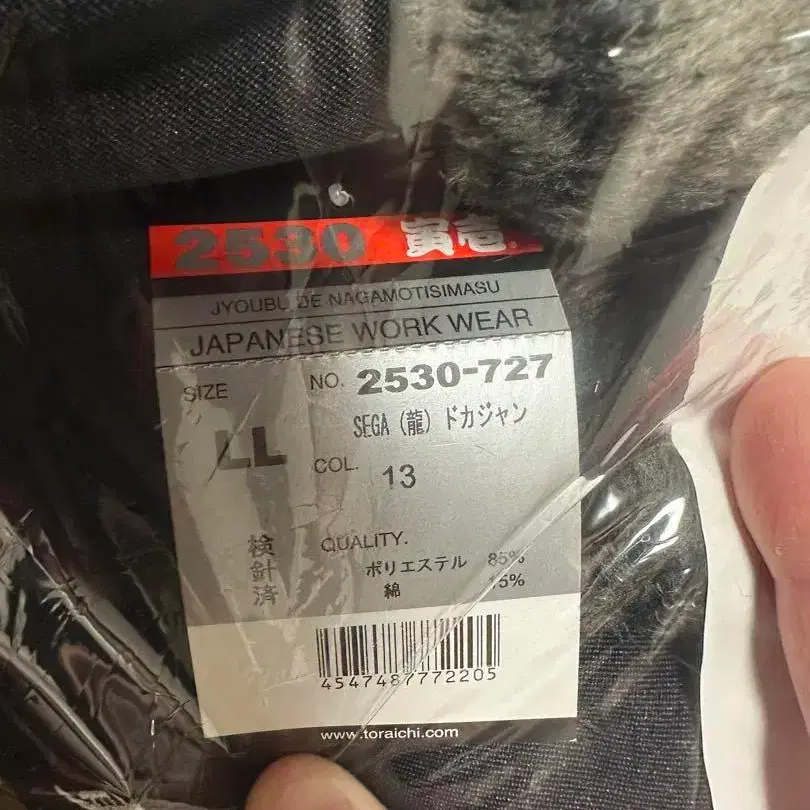 2530 寅壱
JYOUBU DE NAGAMOTISIMASU
JAPANESE WORK WEAR
SIZE
NO. 2530-727
SEGA (龍) ドカジャン
LL
COL. 13
検針済
QUALITY.
ポリエステル 85%
綿 15%
4547487772205
www.toraichi.com